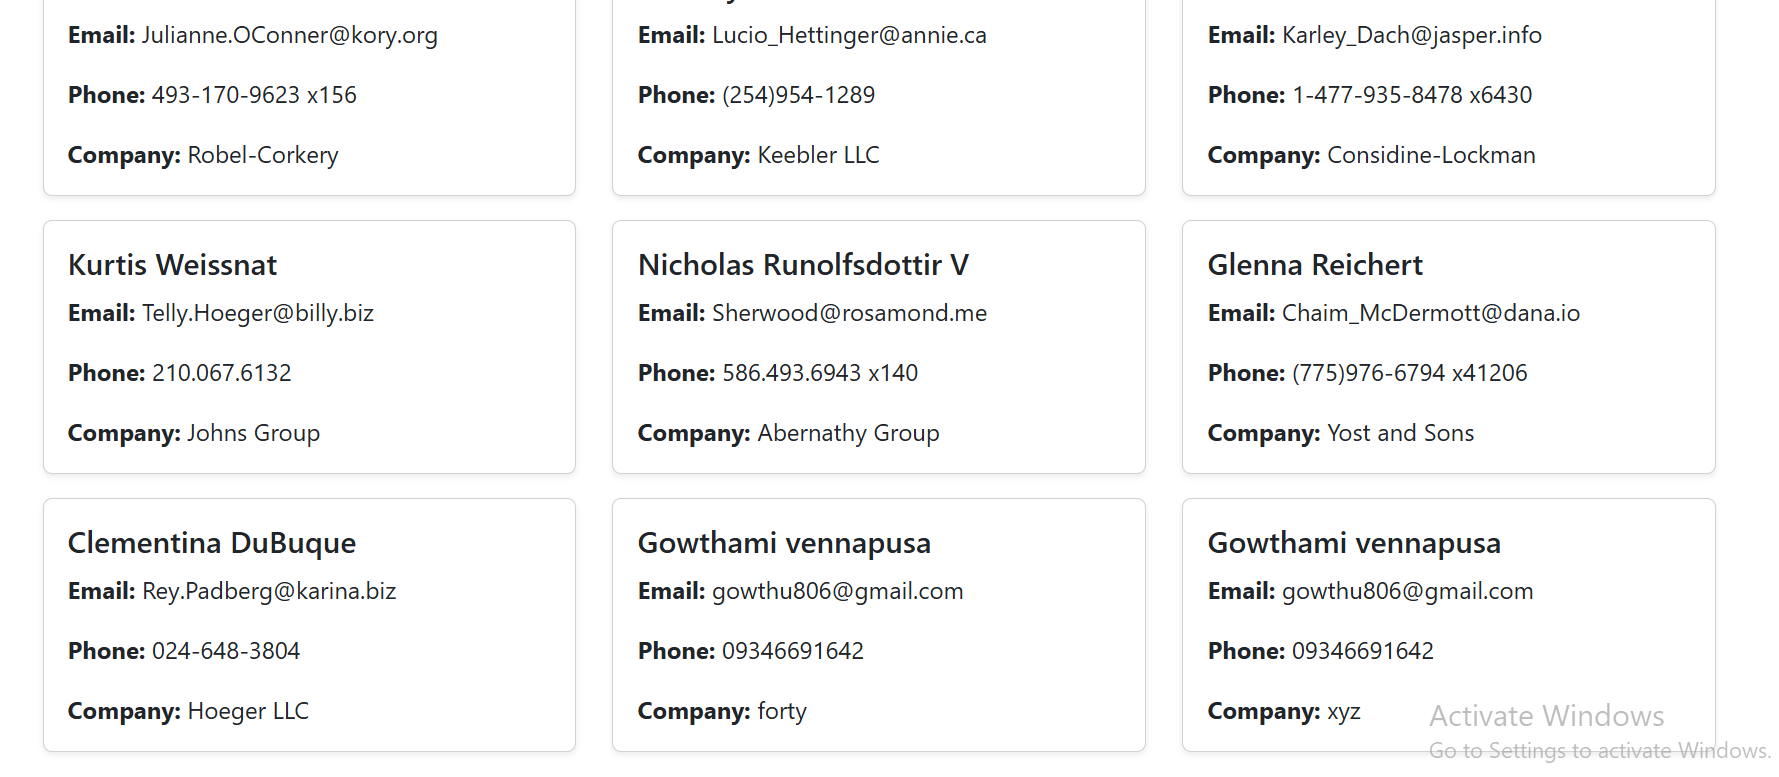 Email: Julianne.OConner@kory.org
Phone: 493-170-9623 x156
Company: Robel-Corkery
Email: Lucio_Hettinger@annie.ca
Phone: (254)954-1289
Company: Keebler LLC
Email: Karley_Dach@jasper.info
Phone: 1-477-935-8478 x6430
Company: Considine-Lockman
Kurtis Weissnat
Email: Telly.Hoeger@billy.biz
Phone: 210.067.6132
Company: Johns Group
Nicholas Runolfsdottir V
Email: Sherwood@rosamond.me
Phone: 586.493.6943 x140
Company: Abernathy Group
Glenna Reichert
Email: Chaim_McDermott@dana.io
Phone: (775)976-6794 x41206
Company: Yost and Sons
Clementina DuBuque
Email: Rey.Padberg@karina.biz
Phone: 024-648-3804
Company: Hoeger LLC
Gowthami vennapusa
Email: gowthu806@gmail.com
Phone: 09346691642
Company: forty
Gowthami vennapusa
Email: gowthu806@gmail.com
Phone: 09346691642
Company: xyz
Activate Windows
Go to Settings to activate Windows.